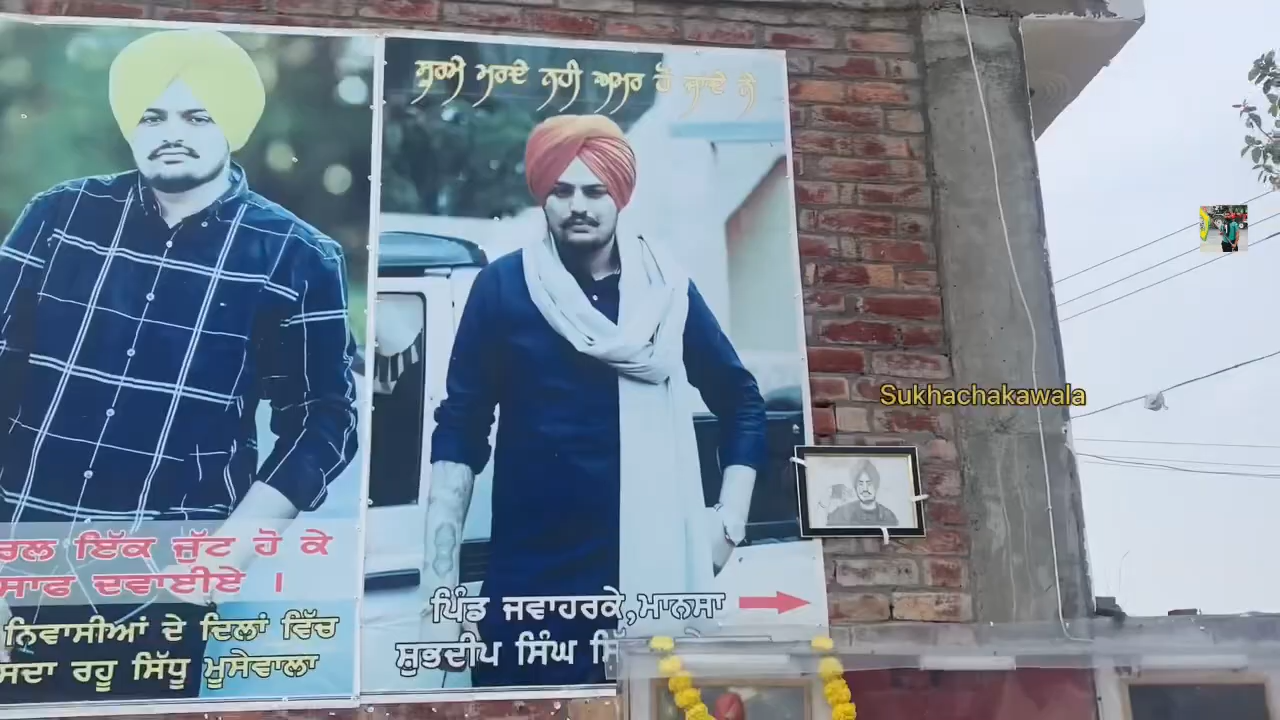 ਰਲ ਇੱਕ ਜੁੱਟ ਹੋ ਕੇ
ਸਾਫ ਦਵਾਈਏ ।
ਨਿਵਾਸੀਆਂ ਦੇ ਦਿਲਾਂ ਵਿੱਚ
ਸਦਾ ਰਹੂ ਸਿੱਧੂ ਮੂਸੇਵਾਲਾ
ਸੂਰਮੇ ਮਰਦੇ ਨਹੀ ਅਮਰ ਹੋ ਜਾਂਦੇ ਨੇ
ਪਿੰਡ ਜਵਾਹਰਕੇ,ਮਾਨਸਾ
ਸ਼ੁਭਦੀਪ ਸਿੰਘ
Sukhachakawala